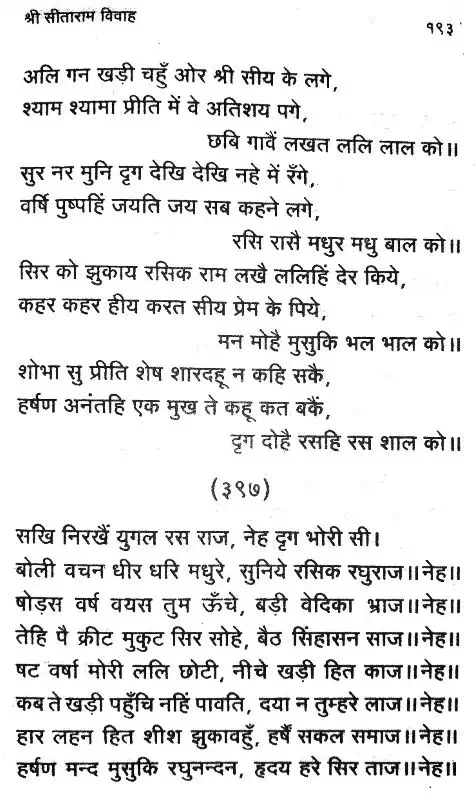 श्री सीताराम विवाह
१९३
अलि गन खड़ी चहुँ ओर श्री सीय के लगे,
श्याम श्यामा प्रीति में वे अतिशय पगे,
छबि गावैं लखत ललि लाल को॥
सुर नर मुनि दृग देखि देखि नहे में रँगे,
वर्षि पुष्पहिं जयति जय सब कहने लगे,
रसि रासै मधुर मधु बाल को॥
सिर को झुकाय रसिक राम लखै ललिहिं देर किये,
कहर कहर हीय करत सीय प्रेम के पिये,
मन मोहै मुसुकि भल भाल को॥
शोभा सु प्रीति शेष शारदहू न कहि सकै,
हर्षण अनंतहि एक मुख ते कहू कत बकैं,
दृग दोहै रसहि रस शाल को॥
(३९७)
सखि निरखैं युगल रस राज, नेह दृग भोरी सी।
बोली वचन धीर धरि मधुरे, सुनिये रसिक रघुराज॥नेह॥
षोड्स वर्ष वयस तुम ऊँचे, बड़ी वेदिका भ्राज॥नेह॥
तेहि पै क्रीट मुकुट सिर सोहे, बैठ सिंहासन साज॥नेह॥
षट वर्षा मोरी ललि छोटी, नीचे खड़ी हित काज॥नेह॥
कब ते खड़ी पहुँचि नहिं पावति, दया न तुम्हरे लाज॥नेह॥
हार लहन हित शीश झुकावहुँ, हर्षैं सकल समाज॥नेह॥
हर्षण मन्द मुसुकि रघुनन्दन, हृदय हरे सिर ताज॥नेह॥